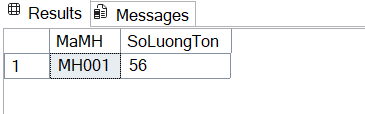 Results Messages
MaMH SoLuongTon
1 MH001 56